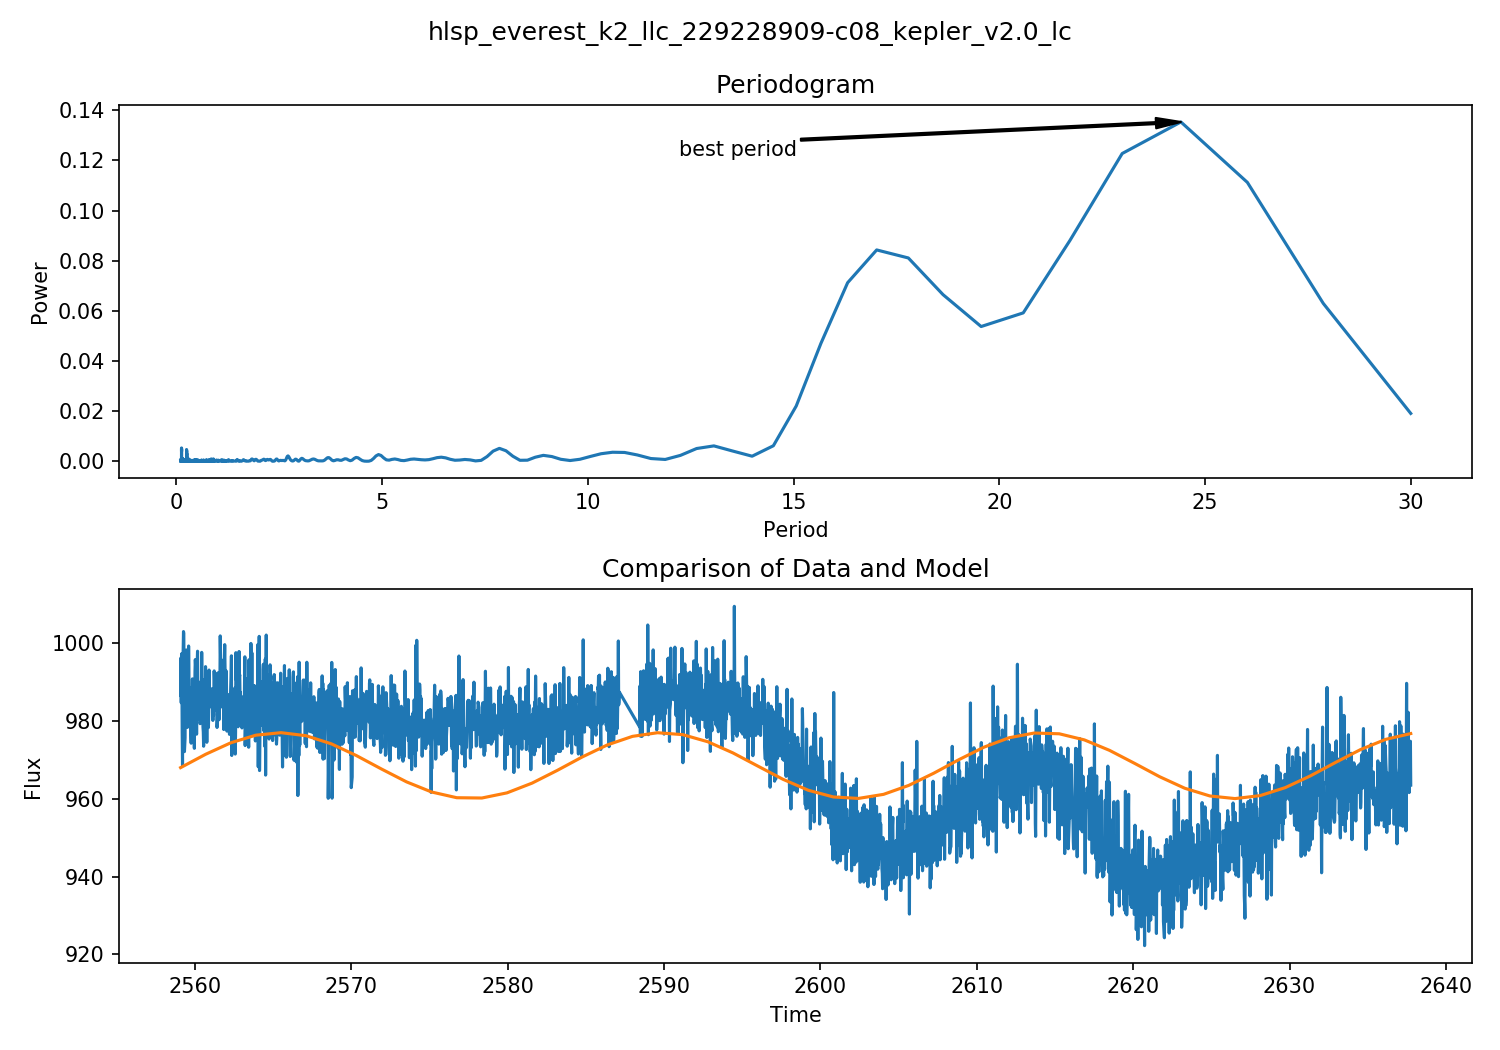 hlsp_everest_k2_llc_229228909-c08_kepler_v2.0_lc
Periodogram
0.14
0.12
0.10
0.08
0.06
0.04
0.02
0.00
Power
best period
0 5 10 15 20 25 30
Period
Comparison of Data and Model
1000
980
960
940
920
Flux
2560 2570 2580 2590 2600 2610 2620 2630 2640
Time